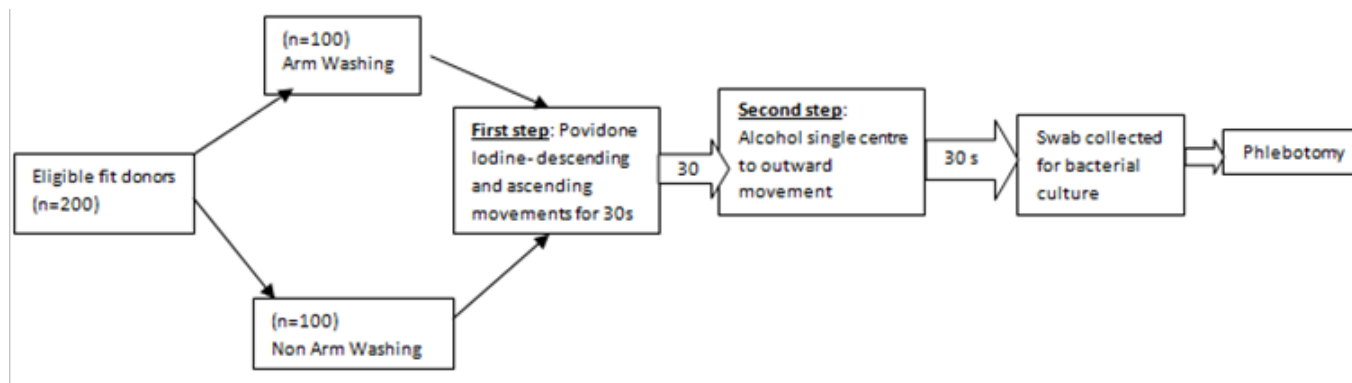 Eligible fit donors
(n=200)
(n=100)
Arm Washing
(n=100)
Non Arm Washing
First step: Povidone
Iodine- descending
and ascending
movements for 30s
30
Second step:
Alcohol single centre
to outward
movement
30 s
Swab collected
for bacterial
culture
Phlebotomy